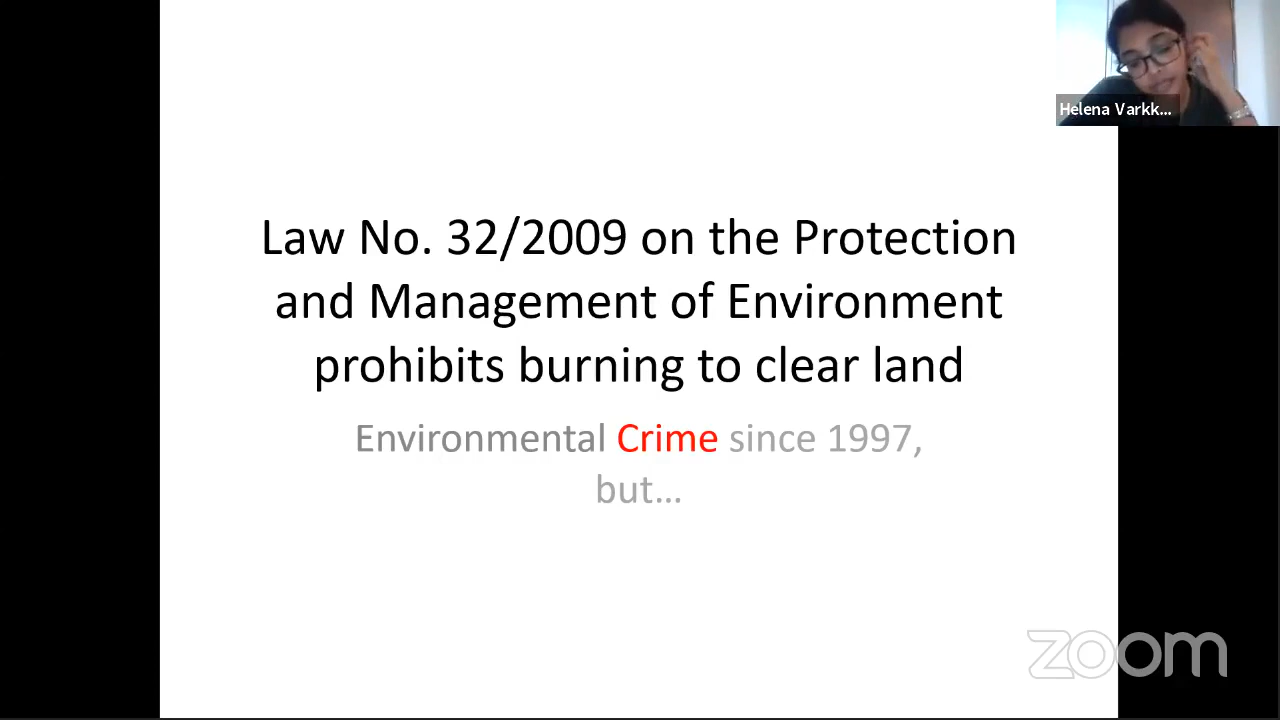 Helena Varkk...
Law No. 32/2009 on the Protection
and Management of Environment
prohibits burning to clear land
Environmental Crime since 1997,
but...
zoom